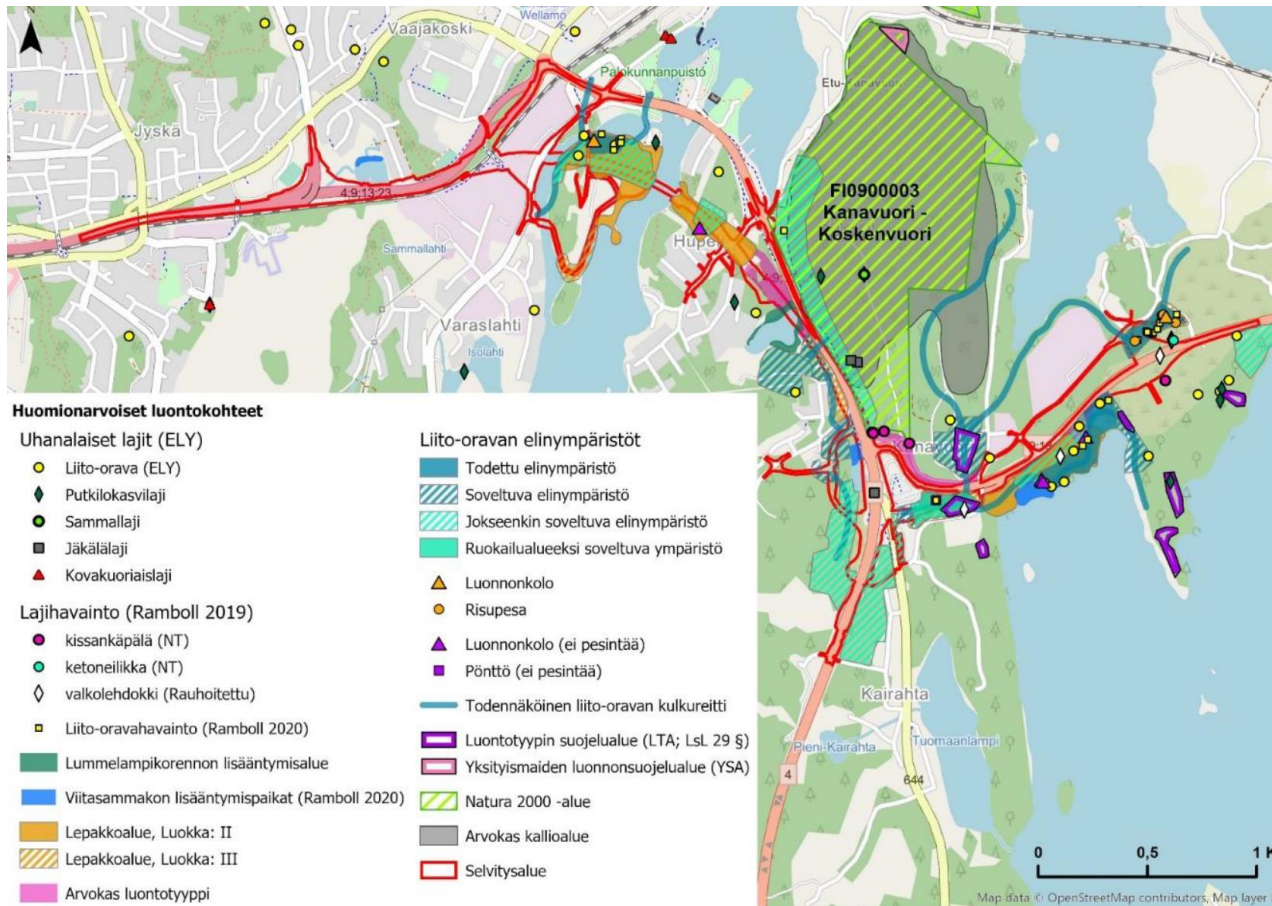 Wellamo
Vaajakoski
Palokunnanpuisto
Jyskä
4;9;13;23
FI0900003
Kanavuori -
Koskenvuori
Sammallahti
Varaslahti
Isolahti
Huomionarvoiset luontokohteet
Uhanalaiset lajit (ELY)
Liito-orava (ELY)
Putkilokasvilaji
Sammallaji
Jäkälälaji
Kovakuoriaislaji
Lajihavainto (Ramboll 2019)
kissankäpälä (NT)
ketoneilikka (NT)
valkolehdokki (Rauhoitettu)
Liito-oravahavainto (Ramboll 2020)
Lummelampikorennon lisääntymisalue
Viitasammakon lisääntymispaikat (Ramboll 2020)
Lepakkoalue, Luokka: II
Lepakkoalue, Luokka: III
Arvokas luontotyyppi
Liito-oravan elinympäristöt
Todettu elinympäristö
Soveltuva elinympäristö
Jokseenkin soveltuva elinympäristö
Ruokailualueeksi soveltuva ympäristö
Luonnonkolo
Risupesa
Luonnonkolo (ei pesintää)
Pönttö (ei pesintää)
Todennäköinen liito-oravan kulkureitti
Luontotyypin suojelualue (LTA; LsL 29 §)
Yksityismaiden luonnonsuojelualue (YSA)
Natura 2000 -alue
Arvokas kallioalue
Selvitysalue
Kairahta
Pieni-Kairahta
Tuomaanlampi
4
644
0 0,5 1 K
Map data © OpenStreetMap contributors, Map layer